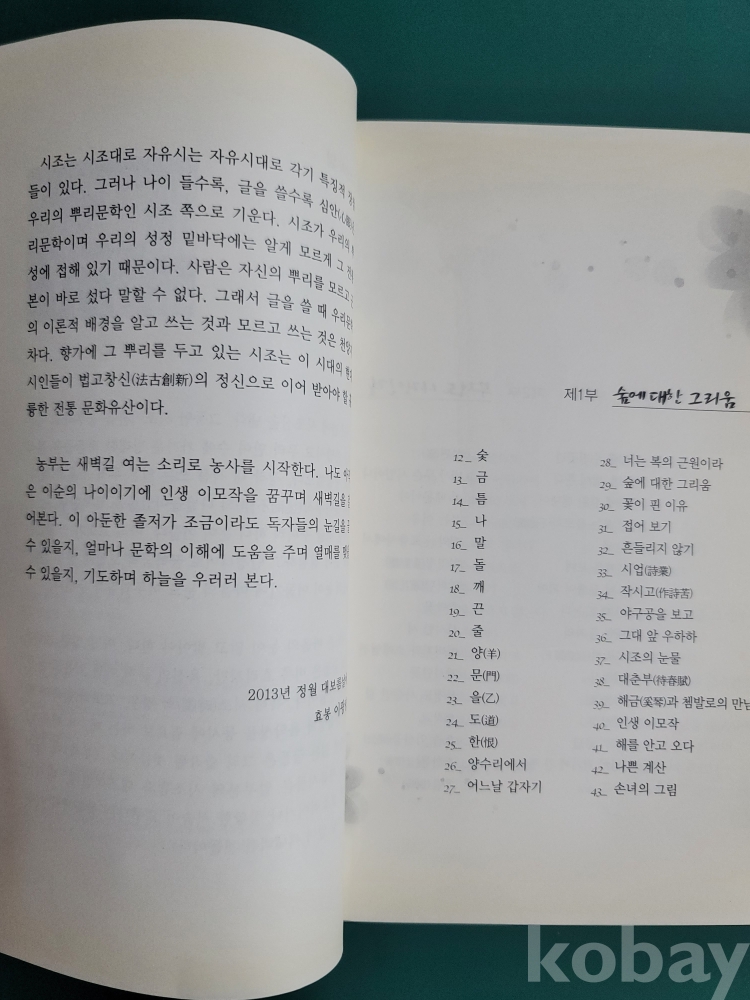 시조는 시조대로 자유시는 자유시대로 각기 특징적
들이 있다. 그러나 나이 들수록, 글을 쓸수록 심안
우리의 뿌리문학인 시조 쪽으로 기운다. 시조가 우리의
리문학이며 우리의 성정 밑바닥에는 알게 모르게 그
성에 접해 있기 때문이다. 사람은 자신의 뿌리를 모르고
본이 바로 섰다 말할 수 없다. 그래서 글을 쓸 때
의 이론적 배경을 알고 쓰는 것과 모르고 쓰는 것은
차다. 향가에 그 뿌리를 두고 있는 시조는 이 시대의
시인들이 법고창신(法古創新)의 정신으로 이어 받아야 할
륭한 전통 문화유산이다.
농부는 새벽길 여는 소리로 농사를 시작한다. 나도
은 이순의 나이이기에 인생 이모작을 꿈꾸며 새벽길을
어본다. 이 아둔한 졸저가 조금이라도 독자들의 눈길을
수 있을지, 얼마나 문학의 이해에 도움을 주며 열매를
수 있을지, 기도하며 하늘을 우러러 본다.
2013년 정월 대보름날
효봉
제1부 숲에 대한 그리움
12_ 숯
13_ 금
14_ 틈
15_ 나
16_ 말
17_ 돌
18_ 깨
19_ 끈
20_ 줄
21_ 양(羊)
22_ 문(門)
23_ 을(乙)
24_ 도(道)
25_ 한(恨)
26_ 양수리에서
27_ 어느날 갑자기
28_ 너는 복의 근원이라
29_ 숲에 대한 그리움
30_ 꽃이 핀 이유
31_ 접어 보기
32_ 흔들리지 않기
33_ 시업(詩業)
34_ 작시고(作詩苦)
35_ 야구공을 보고
36_ 그대 앞 우하하
37_ 시조의 눈물
38_ 대춘부(待春賦)
39_ 해금(奚琴)과 쳄발로의 만남
40_ 인생 이모작
41_ 해를 안고 오다
42_ 나쁜 계산
43_ 손녀의 그림
kobay